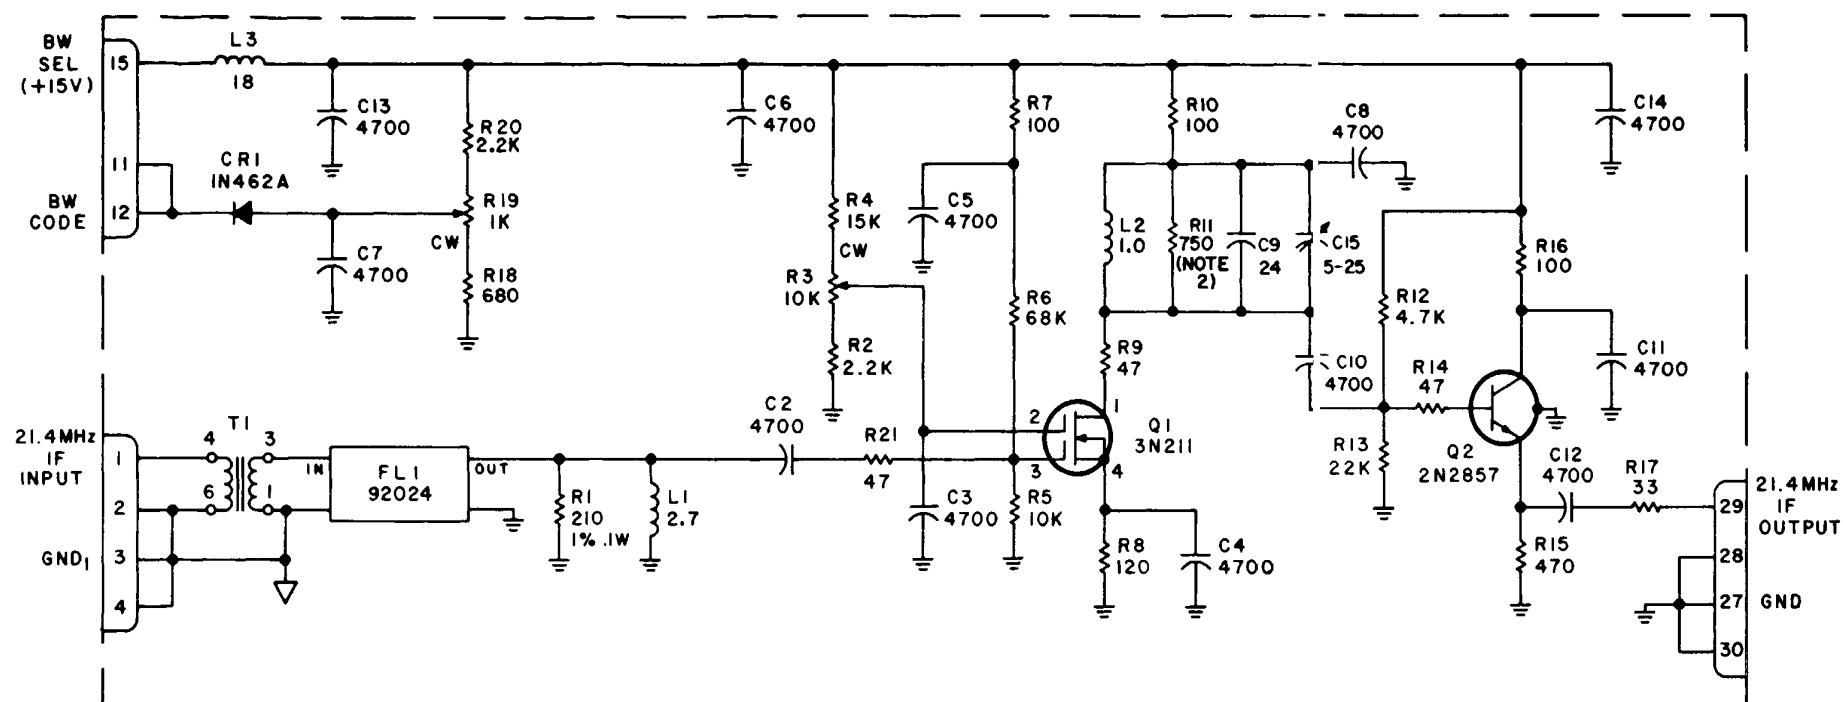 BW
SEL
(+15V)
15
L3
18
C13
4700
R20
2.2K
C6
4700
R7
100
R10
100
C8
4700
C14
4700
11
BW
CODE
12
CR1
1N462A
R19
1K
CW
C7
4700
R18
680
R4
15K
CW
R3
10K
R2
2.2K
C5
4700
R6
68K
L2
1.0
R11
750
(NOTE
2)
C9
24
C15
5-25
R12
4.7K
R16
100
R9
47
C10
4700
R14
47
C11
4700
21.4MHz
IF
INPUT
1
2
GND1
3
4
T1
4
3
6
1
IN
FL1
92024
OUT
R1
210
1% .1W
L1
2.7
C2
4700
R21
47
2
3
1
4
Q1
3N211
C3
4700
R5
10K
R8
120
C4
4700
R13
22K
Q2
2N2857
C12
4700
R17
33
R15
470
29
28
27
30
21.4MHz
IF
OUTPUT
GND